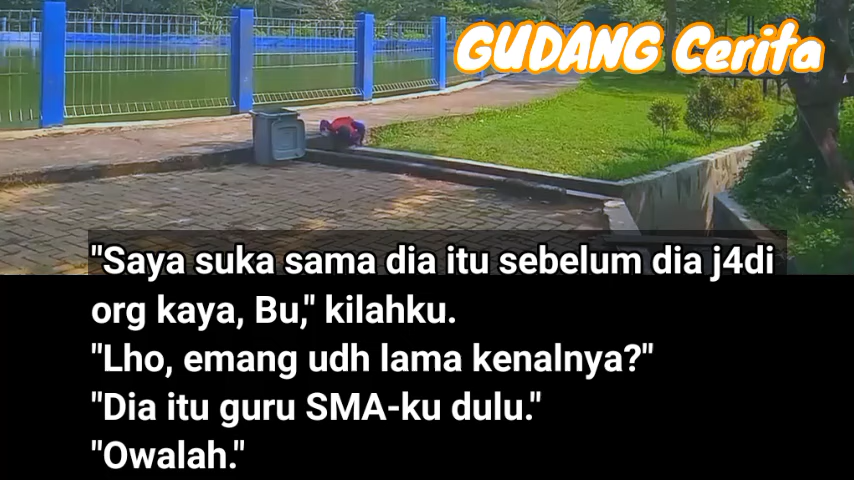 GUDANG Cerita
"Saya suka sama dia itu sebelum dia j4di
org kaya, Bu," kilahku.
"Lho, emang udh lama kenalnya?"
"Dia itu guru SMA-ku dulu."
"Owalah."